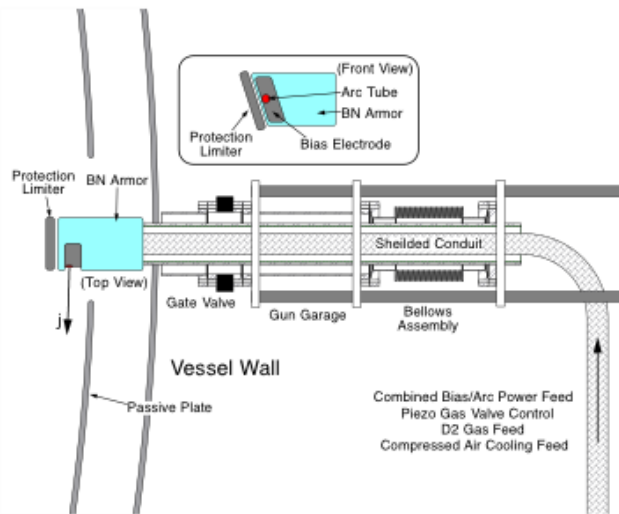 (Front View)
Arc Tube
BN Armor
Protection
Limiter
Bias Electrode
Protection
Limiter
BN Armor
(Top View)
j
Sheilded Conduit
Gate Valve
Gun Garage
Bellows
Assembly
Vessel Wall
Passive Plate
Combined Bias/Arc Power Feed
Piezo Gas Valve Control
D2 Gas Feed
Compressed Air Cooling Feed